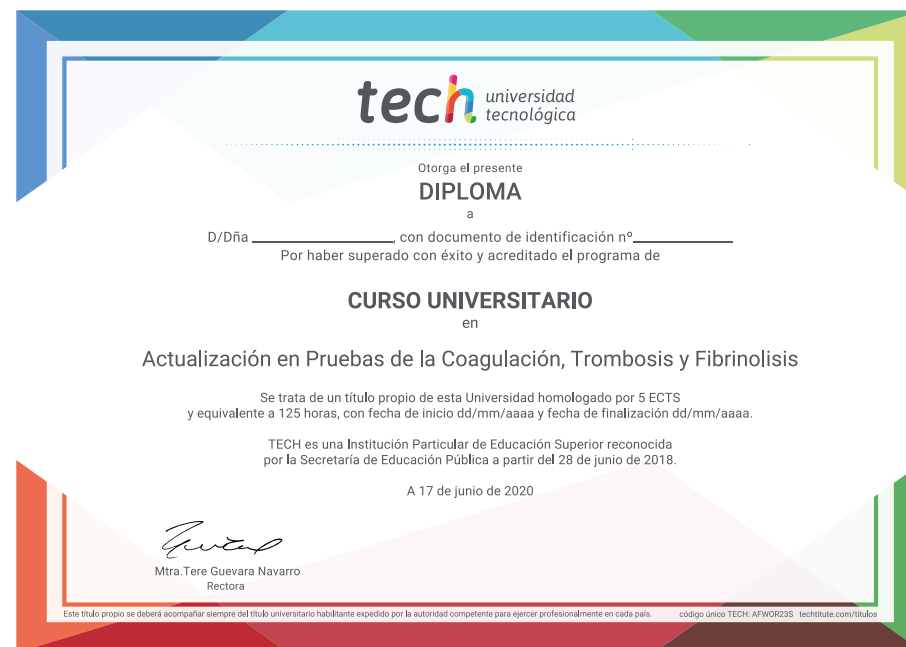 tech universidad
tecnológica
Otorga el presente
DIPLOMA
a
D/Dña ____________________, con documento de identificación nº______________
Por haber superado con éxito y acreditado el programa de
CURSO UNIVERSITARIO
en
Actualización en Pruebas de la Coagulación, Trombosis y Fibrinolisis
Se trata de un título propio de esta Universidad homologado por 5 ECTS
y equivalente a 125 horas, con fecha de inicio dd/mm/aaaa y fecha de finalización dd/mm/aaaa.
TECH es una Institución Particular de Educación Superior reconocida
por la Secretaría de Educación Pública a partir del 28 de junio de 2018.
A 17 de junio de 2020
Mtra.Tere Guevara Navarro
Rectora
Este título propio se deberá acompañar siempre del título universitario habilitante expedido por la autoridad competente para ejercer profesionalmente en cada país. código único TECH: AFWOR23S techtitute.com/títulos